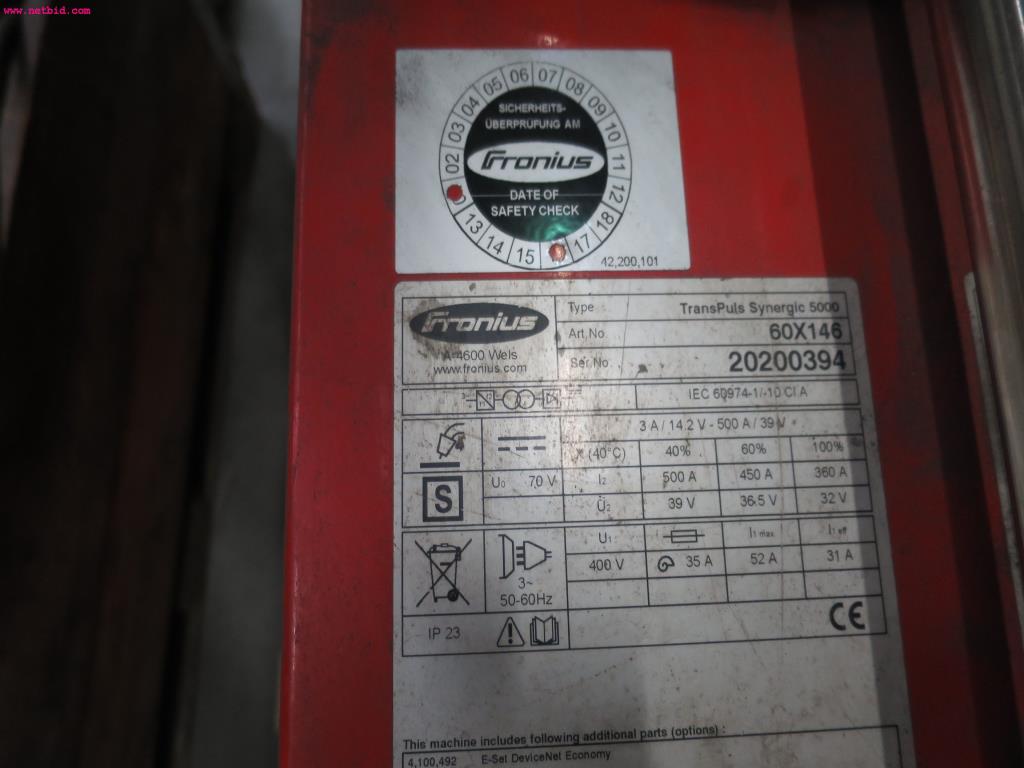 www.netbid.com
02 03 04 05 06 07 08 09 10 11 12
13 14 15 17 18
SICHERHEITS-
ÜBERPRÜFUNG AM
Fronius
DATE OF
SAFETY CHECK
42,200,101
Fronius
A-4600 Wels
www.fronius.com
Type TransPuls Synergic 5000
Art.No. 60X146
Ser.No. 20200394
IEC 60974-1/-10 Cl A
3 A / 14.2 V - 500 A / 39 V
X (40°C) 40% 60% 100%
U0 70 V I2 500 A 450 A 360 A
U2 39 V 36.5 V 32 V
S
U1 I1 max I1 eff
400 V 35 A 52 A 31 A
3~
50-60Hz
IP 23
CE
This machine includes following additional parts (options) :
4,100,492 E-Set DeviceNet Economy